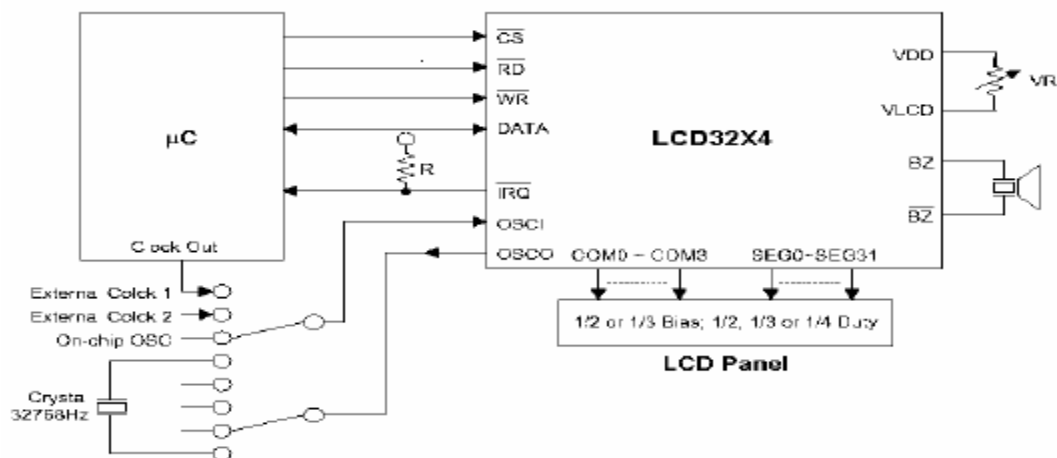 μC
Clock Out
CS
RD
WR
DATA
IRQ
OSCI
OSCO
R
LCD32X4
VDD
VLCD
VR
BZ
BZ
COM0 ~ COM3
SEG0~SEG31
1/2 or 1/3 Bias; 1/2, 1/3 or 1/4 Duty
LCD Panel
Externa Colck 1
Externa Colck 2
On-chip OSC
Crysta
32768Hz